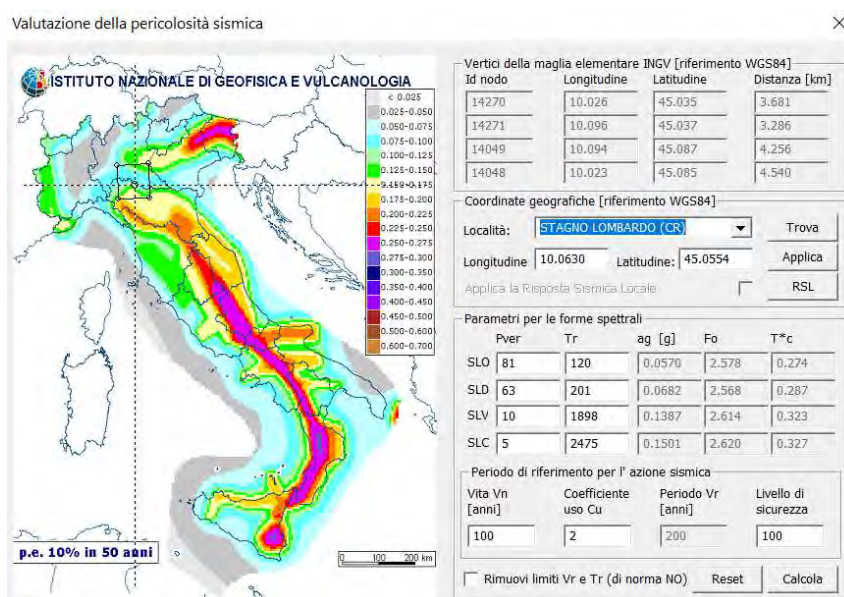 Valutazione della pericolosità sismica
ISTITUTO NAZIONALE DI GEOFISICA E VULCANOLOGIA
< 0.025
0.025-0.050
0.050-0.075
0.075-0.100
0.100-0.125
0.125-0.150
0.150-0.175
0.175-0.200
0.200-0.225
0.225-0.250
0.250-0.275
0.275-0.300
0.300-0.350
0.350-0.400
0.400-0.450
0.450-0.500
0.500-0.600
0.600-0.700
p.e. 10% in 50 anni
0 100 200 km
Vertici della maglia elementare INGV [riferimento WGS84]
Id nodo Longitudine Latitudine Distanza [km]
14270 10.026 45.035 3.681
14271 10.096 45.037 3.286
14049 10.094 45.087 4.256
14048 10.023 45.085 4.540
Coordinate geografiche [riferimento WGS84]
Località: STAGNO LOMBARDO (CR) Trova
Longitudine 10.0630 Latitudine: 45.0554 Applica
Applica la Risposta Sismica Locale RSL
Parametri per le forme spettrali
Pver Tr ag [g] Fo T*c
SLO 81 120 0.0570 2.578 0.274
SLD 63 201 0.0682 2.568 0.287
SLV 10 1898 0.1387 2.614 0.323
SLC 5 2475 0.1501 2.620 0.327
Periodo di riferimento per l' azione sismica
Vita Vn [anni] Coefficiente uso Cu Periodo Vr [anni] Livello di sicurezza
100 2 200 100
Rimuovi limiti Vr e Tr (di norma NO) Reset Calcola